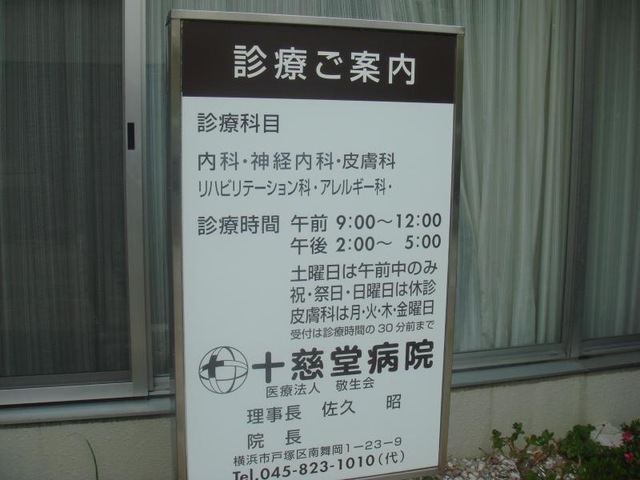 診療ご案内
診療科目
内科・神経内科・皮膚科
リハビリテーション科・アレルギー科・
診療時間 午前 9:00～12:00
午後 2:00～ 5:00
土曜日は午前中のみ
祝・祭日・日曜日は休診
皮膚科は月・火・木・金曜日
受付は診療時間の30分前まで
十慈堂病院
医療法人 敬生会
理事長 佐久 昭
院 長
横浜市戸塚区南舞岡1－23－9
Tel.045-823-1010(代)